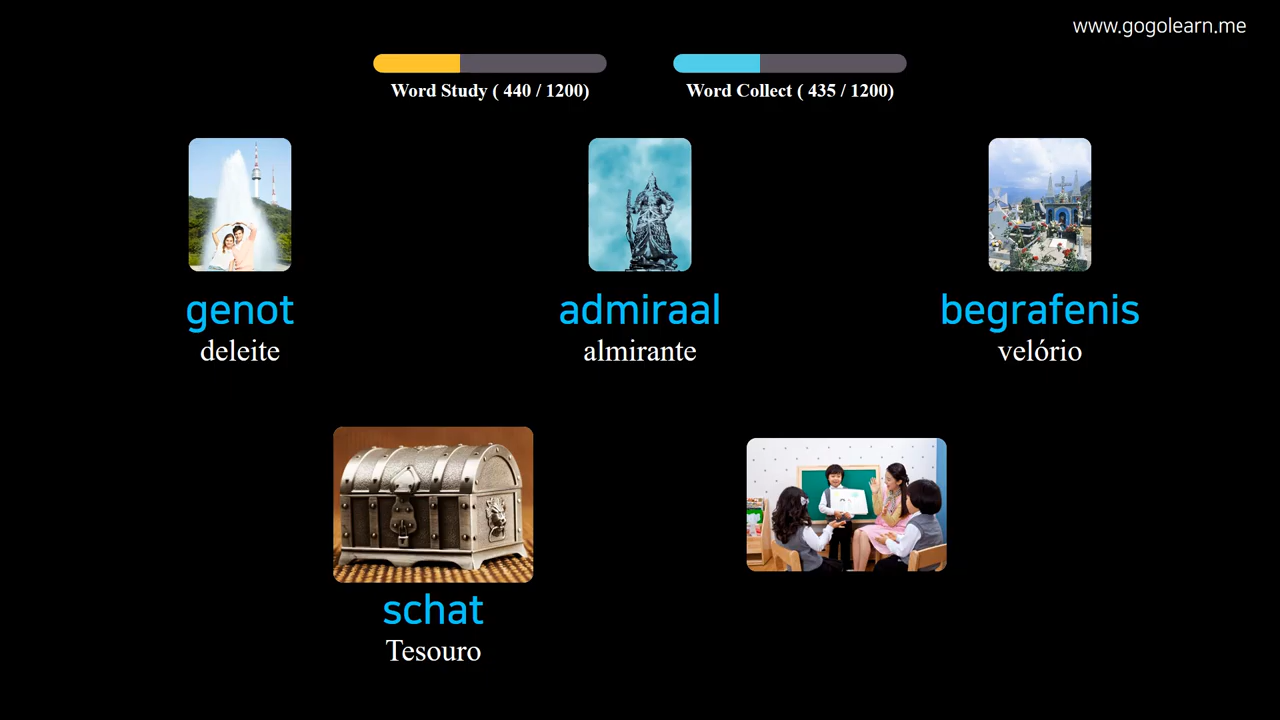 www.gogolearn.me
Word Study ( 440 / 1200)
Word Collect ( 435 / 1200)
genot
deleite
admiraal
almirante
begrafenis
velório
schat
Tesouro